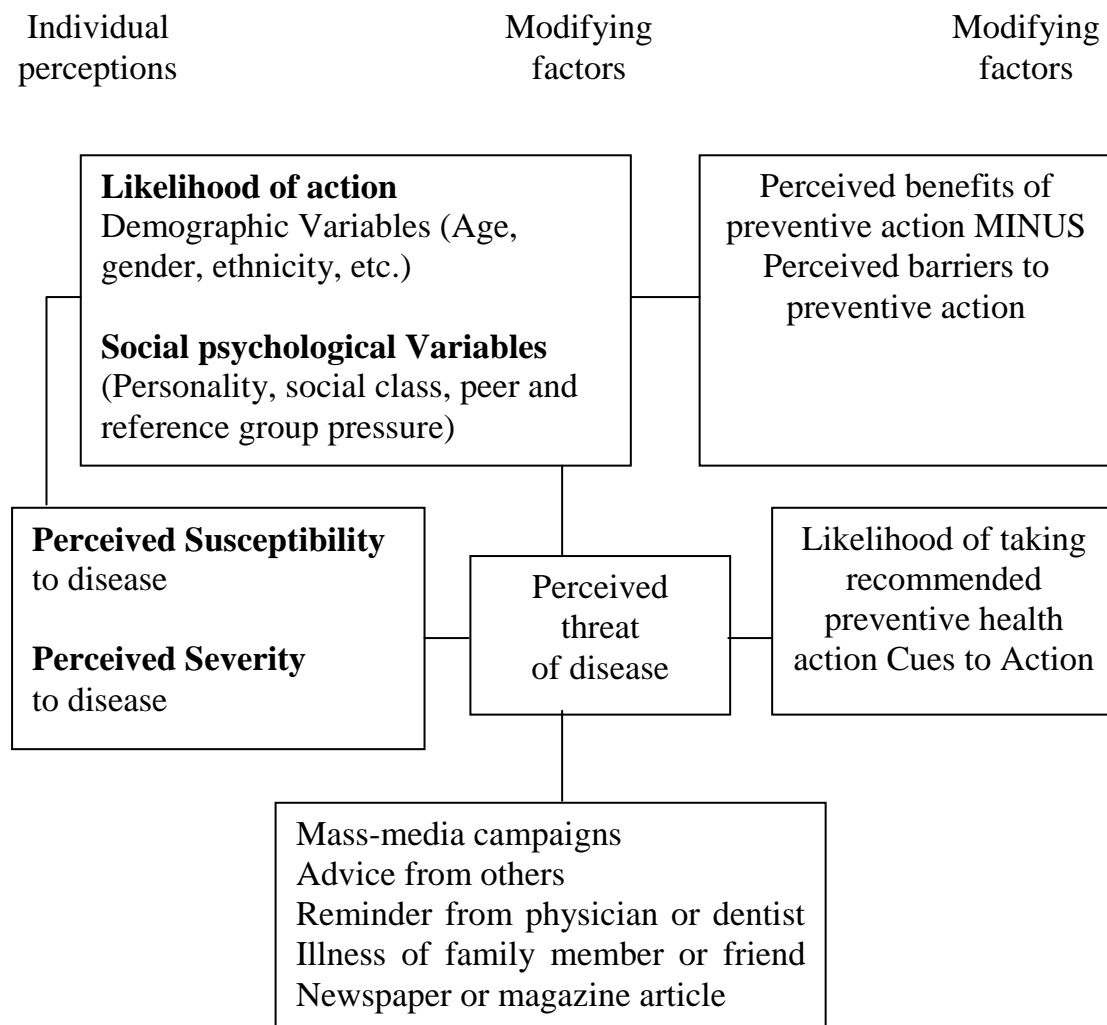 Individual
perceptions
Modifying
factors
Modifying
factors
Likelihood of action
Demographic Variables (Age,
gender, ethnicity, etc.)
Social psychological Variables
(Personality, social class, peer and
reference group pressure)
Perceived benefits of
preventive action MINUS
Perceived barriers to
preventive action
Perceived Susceptibility
to disease
Perceived Severity
to disease
Perceived
threat
of disease
Likelihood of taking
recommended
preventive health
action Cues to Action
Mass-media campaigns
Advice from others
Reminder from physician or dentist
Illness of family member or friend
Newspaper or magazine article